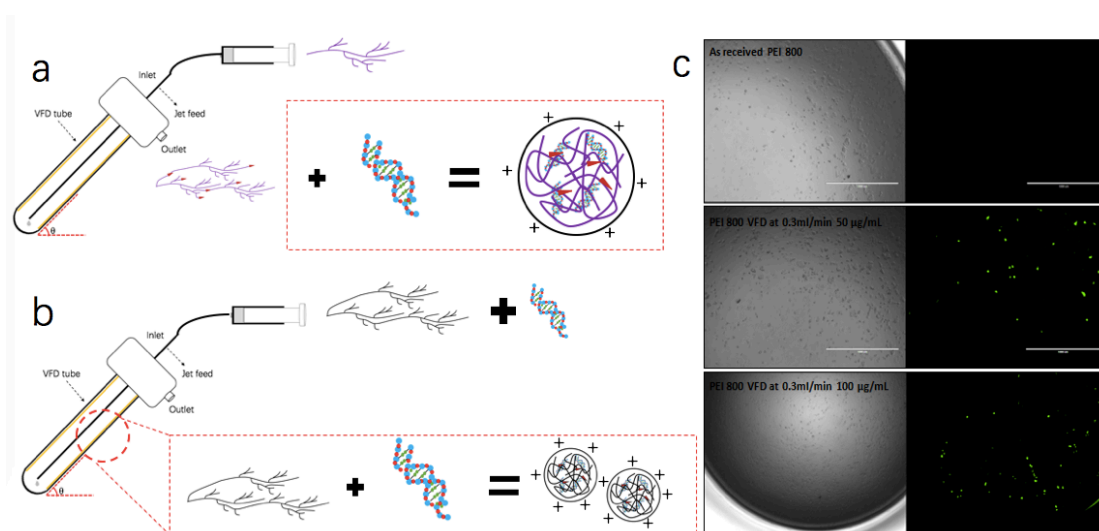 a
Inlet
VFD tube
Jet feed
Outlet
θ
b
Inlet
VFD tube
Jet feed
Outlet
θ
c
As received PEI 800
PEI 800 VFD at 0.3ml/min 50 µg/mL
PEI 800 VFD at 0.3ml/min 100 µg/mL